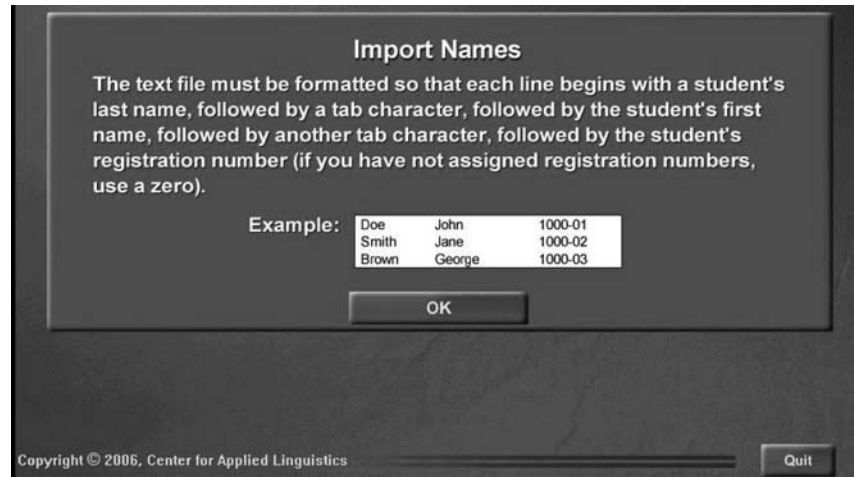 Import Names
The text file must be formatted so that each line begins with a student's
last name, followed by a tab character, followed by the student's first
name, followed by another tab character, followed by the student's
registration number (if you have not assigned registration numbers,
use a zero).
Example:
Doe John 1000-01
Smith Jane 1000-02
Brown George 1000-03
OK
Copyright © 2006, Center for Applied Linguistics
Quit